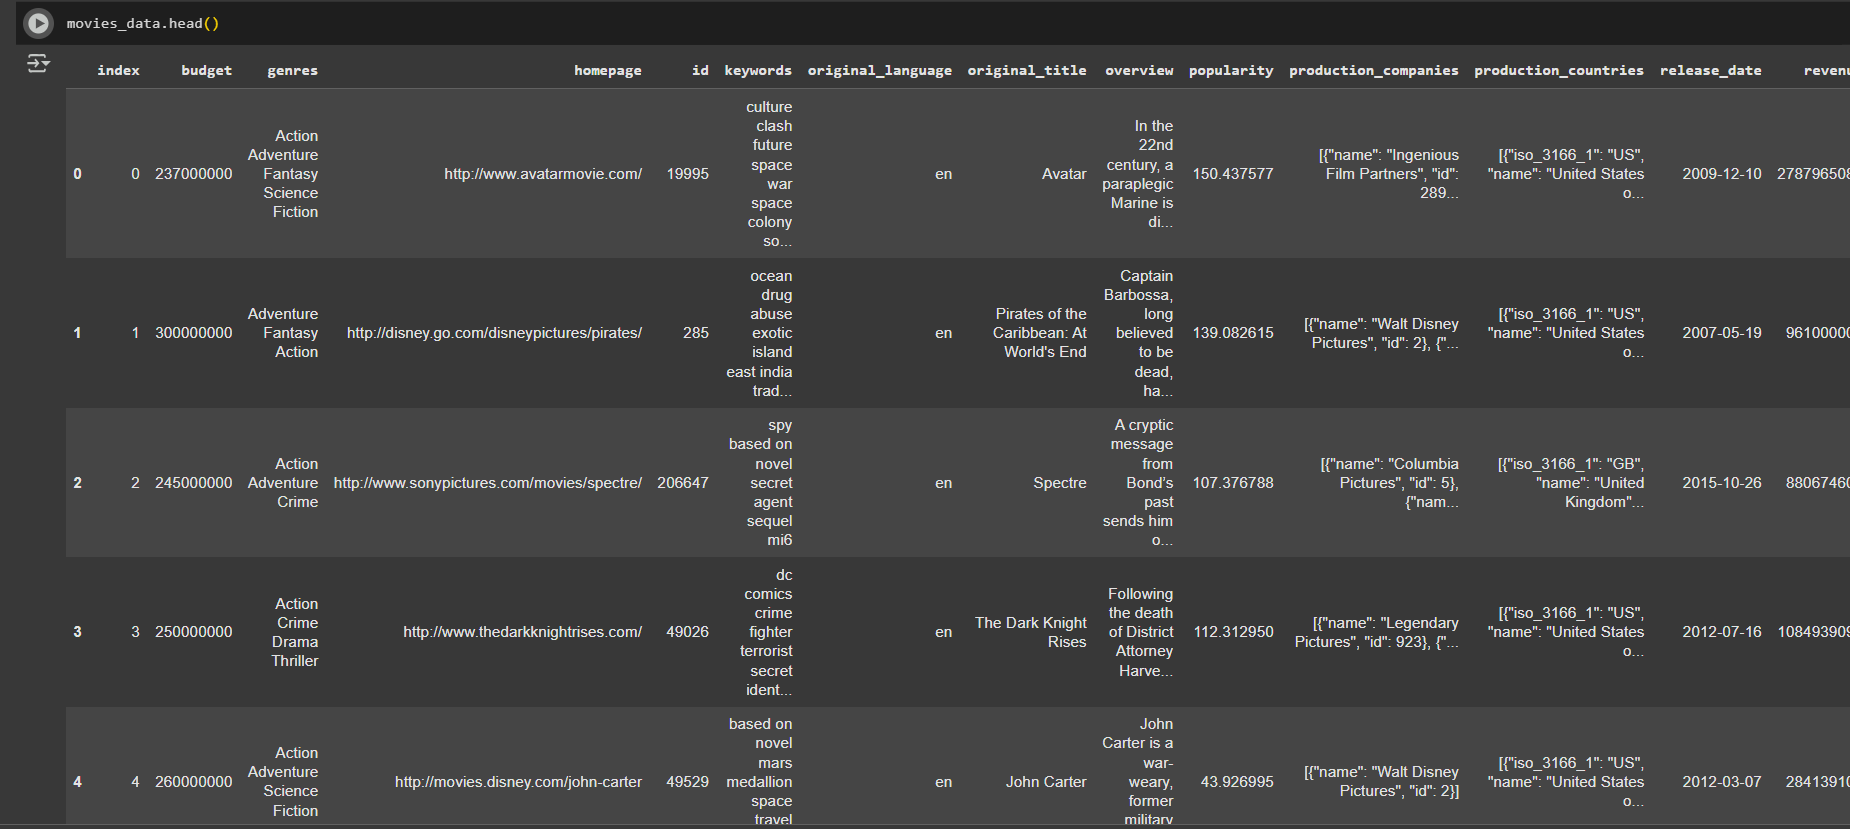 movies_data.head()
index budget genres homepage id keywords original_language original_title overview popularity production_companies production_countries release_date revenu
0 0 237000000 Action Adventure Fantasy Science Fiction http://www.avatarmovie.com/ 19995 culture clash future space war space colony so... en Avatar In the 22nd century, a paraplegic Marine is di... 150.437577 [{"name": "Ingenious Film Partners", "id": 289... [{"iso_3166_1": "US", "name": "United States o... 2009-12-10 278796508
1 1 300000000 Adventure Fantasy Action http://disney.go.com/disneypictures/pirates/ 285 ocean drug abuse exotic island east india trad... en Pirates of the Caribbean: At World's End Captain Barbossa, long believed to be dead, ha... 139.082615 [{"name": "Walt Disney Pictures", "id": 2}, {"... [{"iso_3166_1": "US", "name": "United States o... 2007-05-19 96100000
2 2 245000000 Action Adventure Crime http://www.sonypictures.com/movies/spectre/ 206647 spy based on novel secret agent sequel mi6 en Spectre A cryptic message from Bond's past sends him o... 107.376788 [{"name": "Columbia Pictures", "id": 5}, {"nam... [{"iso_3166_1": "GB", "name": "United Kingdom"... 2015-10-26 88067460
3 3 250000000 Action Crime Drama Thriller http://www.thedarkknightrises.com/ 49026 dc comics crime fighter terrorist secret ident... en The Dark Knight Rises Following the death of District Attorney Harve... 112.312950 [{"name": "Legendary Pictures", "id": 923}, {"... [{"iso_3166_1": "US", "name": "United States o... 2012-07-16 108493909
4 4 260000000 Action Adventure Science Fiction http://movies.disney.com/john-carter 49529 based on novel mars medallion space travel en John Carter John Carter is a war-weary, former military 43.926995 [{"name": "Walt Disney Pictures", "id": 2}] [{"iso_3166_1": "US", "name": "United States o... 2012-03-07 28413910